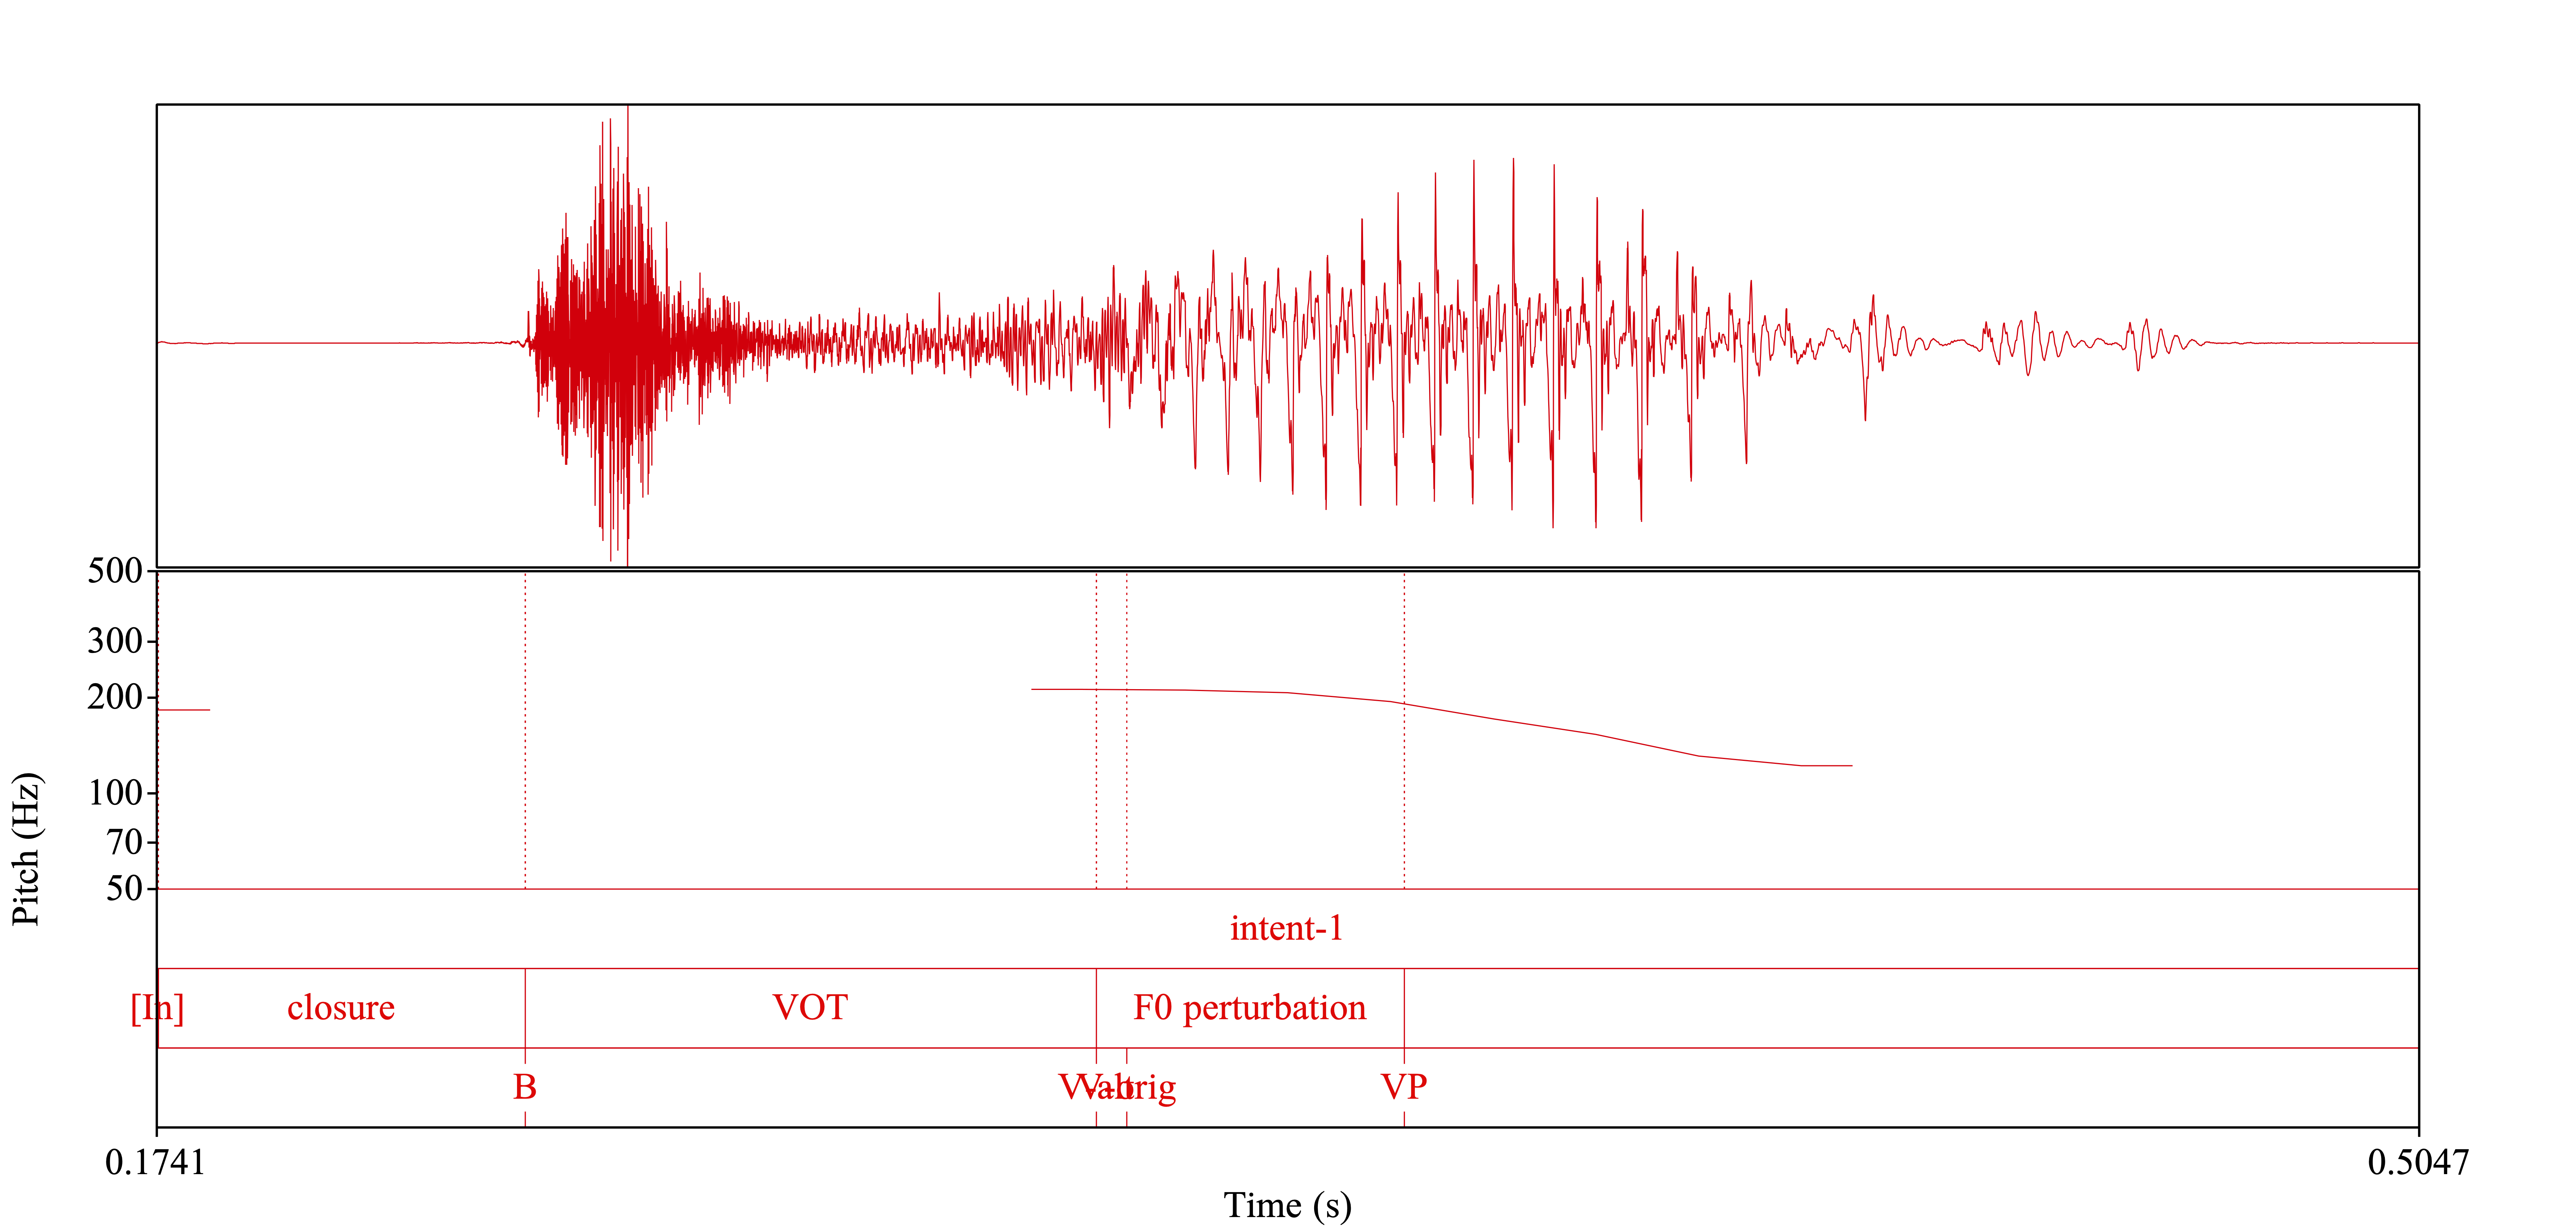 500
300
200
100
70
50
Pitch (Hz)
intent-1
[In] closure VOT F0 perturbation
B VP
0.1741 0.5047
Time (s)